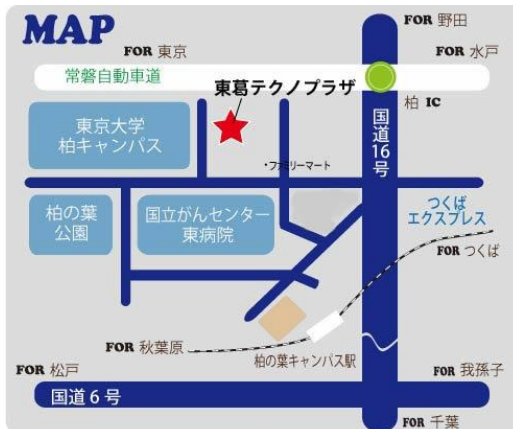 MAP
FOR 野田
FOR 東京
FOR 水戸
常磐自動車道
東葛テクノプラザ
柏 IC
東京大学
柏キャンパス
国道16号
・ファミリーマート
柏の葉
公園
国立がんセンター
東病院
つくば
エクスプレス
FOR つくば
FOR 秋葉原
柏の葉キャンパス駅
FOR 松戸
FOR 我孫子
国道6号
FOR 千葉